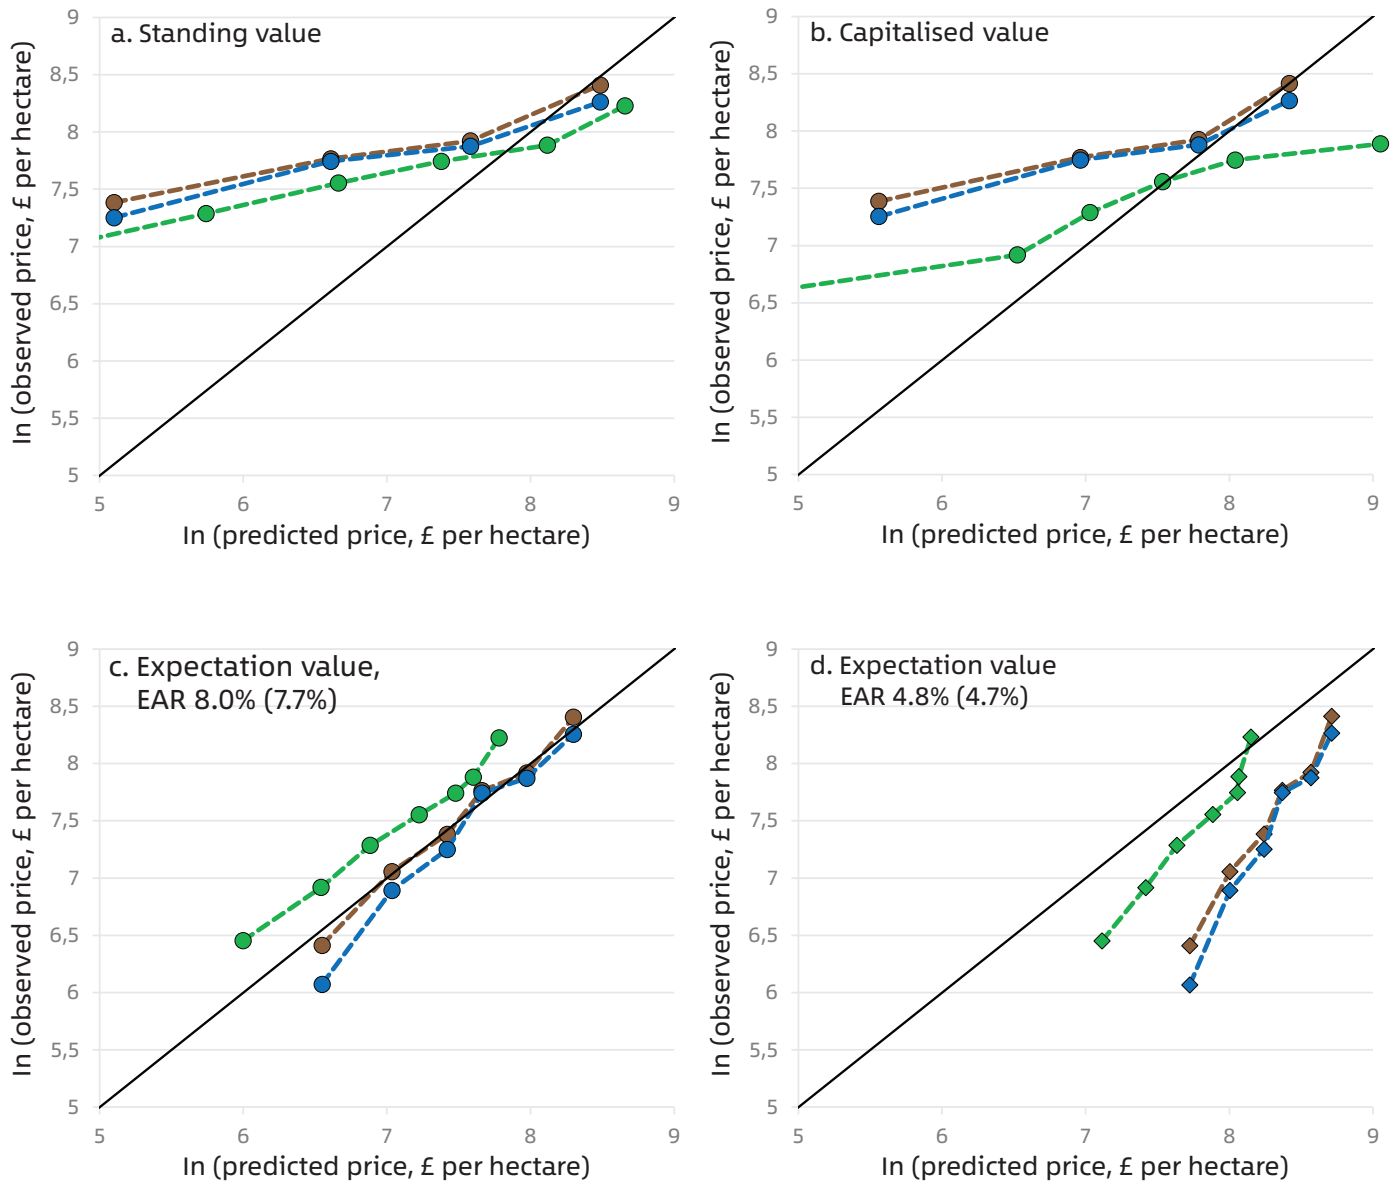 a. Standing value
ln (observed price, £ per hectare)
9
8,5
8
7,5
7
6,5
6
5,5
5
5 6 7 8 9
ln (predicted price, £ per hectare)
b. Capitalised value
ln (observed price, £ per hectare)
9
8,5
8
7,5
7
6,5
6
5,5
5
5 6 7 8 9
ln (predicted price, £ per hectare)
c. Expectation value,
EAR 8.0% (7.7%)
ln (observed price, £ per hectare)
9
8,5
8
7,5
7
6,5
6
5,5
5
5 6 7 8 9
ln (predicted price, £ per hectare)
d. Expectation value
EAR 4.8% (4.7%)
ln (observed price, £ per hectare)
9
8,5
8
7,5
7
6,5
6
5,5
5
5 6 7 8 9
ln (predicted price, £ per hectare)